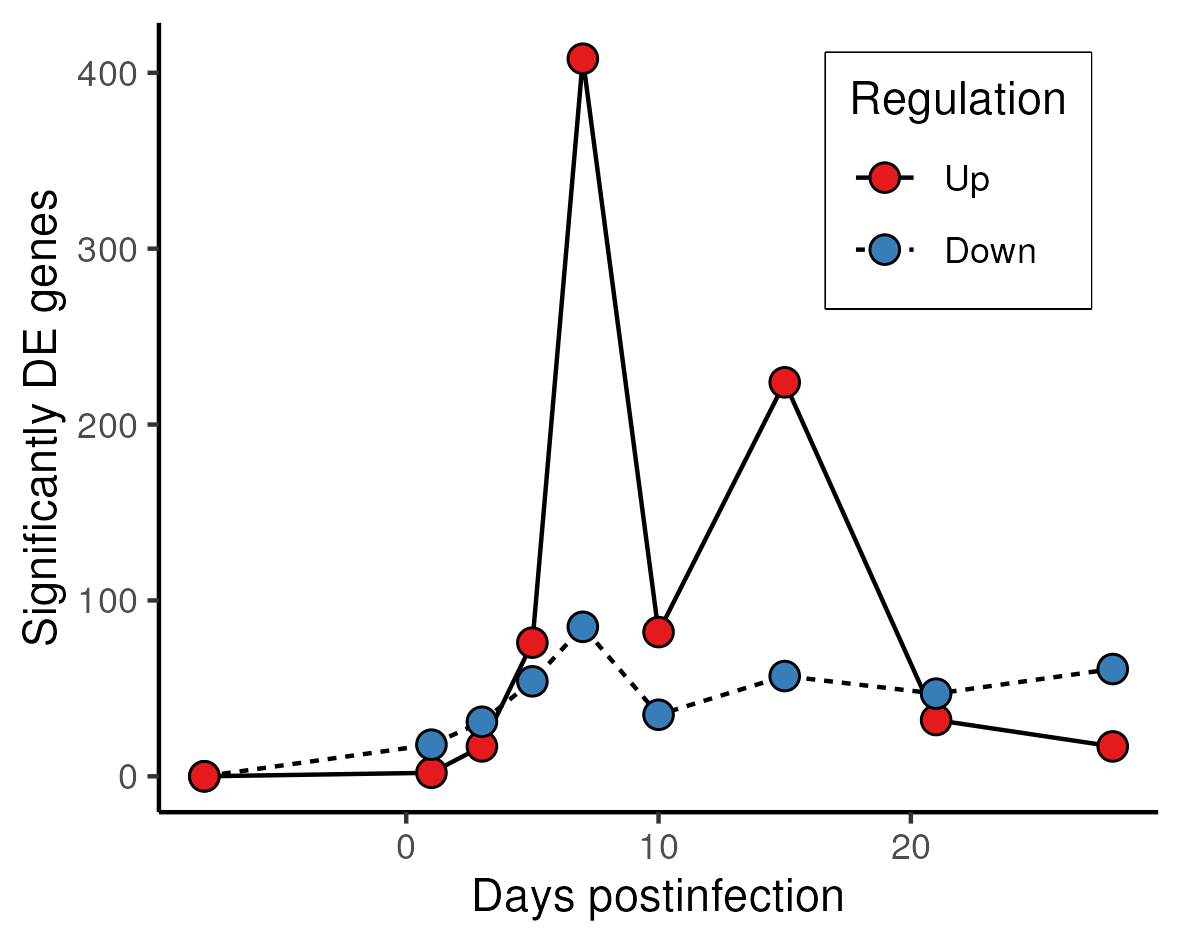 Significantly DE genes
400
300
200
100
0
Regulation
Up
Down
0 10 20
Days postinfection